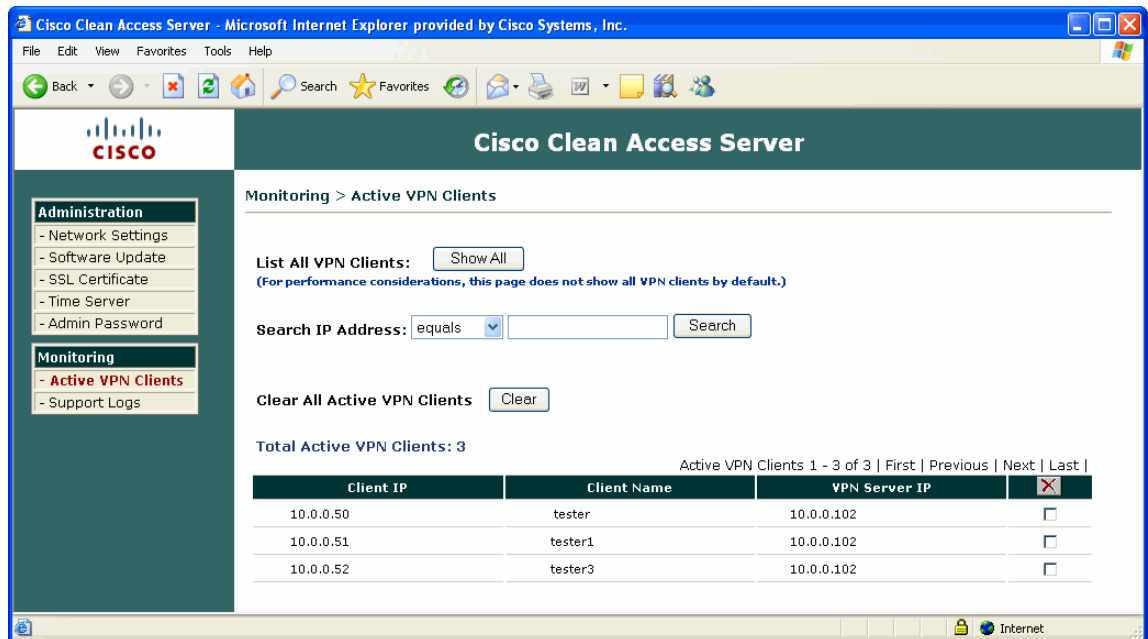 Cisco Clean Access Server - Microsoft Internet Explorer provided by Cisco Systems, Inc.
File Edit View Favorites Tools Help
Back Search Favorites
CISCO
Cisco Clean Access Server
Administration
- Network Settings
- Software Update
- SSL Certificate
- Time Server
- Admin Password
Monitoring
- Active VPN Clients
- Support Logs
Monitoring > Active VPN Clients
List All VPN Clients: Show All
(For performance considerations, this page does not show all VPN clients by default.)
Search IP Address: equals Search
Clear All Active VPN Clients Clear
Total Active VPN Clients: 3
Active VPN Clients 1 - 3 of 3 | First | Previous | Next | Last |
Client IP Client Name VPN Server IP
10.0.0.50 tester 10.0.0.102
10.0.0.51 tester1 10.0.0.102
10.0.0.52 tester3 10.0.0.102
Internet